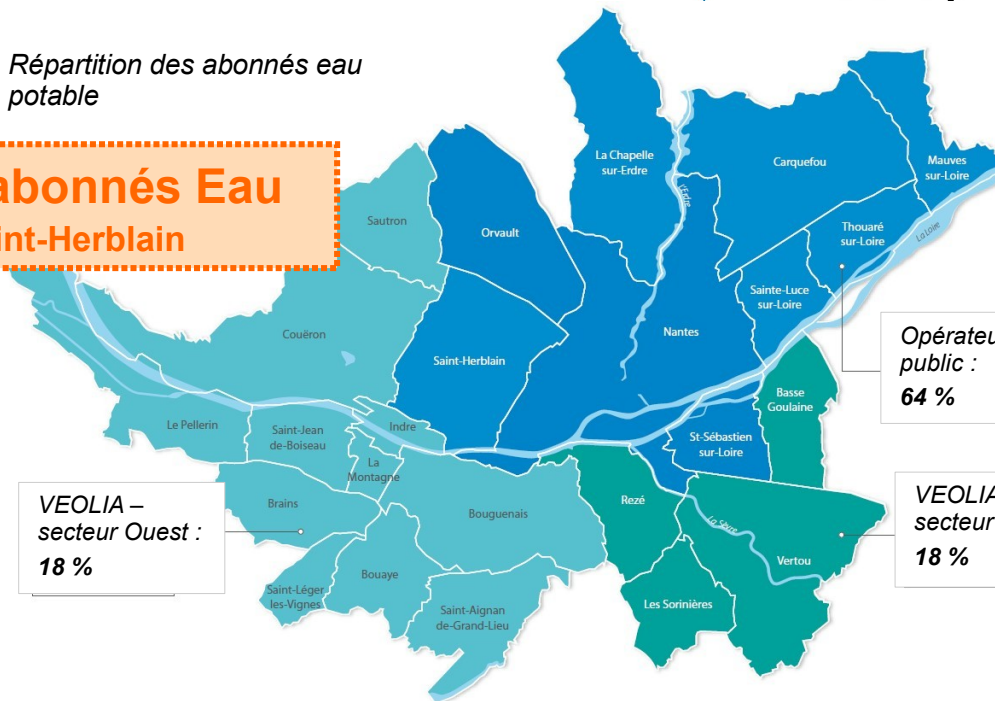 Répartition des abonnés eau
potable
abonnés Eau
int-Herblain
La Chapelle
sur-Erdre
Carquefou
Mauves
sur-Loire
l'Erdre
Sautron
Orvault
Thouaré
sur-Loire
La Loire
Sainte-Luce
sur-Loire
Couëron
Saint-Herblain
Nantes
Opérateu
public :
64 %
Basse
Goulaine
Le Pellerin
Saint-Jean
de-Boiseau
Indre
La
Montagne
St-Sébastien
sur-Loire
VEOLIA –
secteur Ouest :
18 %
Brains
Bouguenais
Rezé
La Sèvre
VEOLIA
secteur
18 %
Vertou
Bouaye
Saint-Léger
les-Vignes
Saint-Aignan
de-Grand-Lieu
Les Sorinières